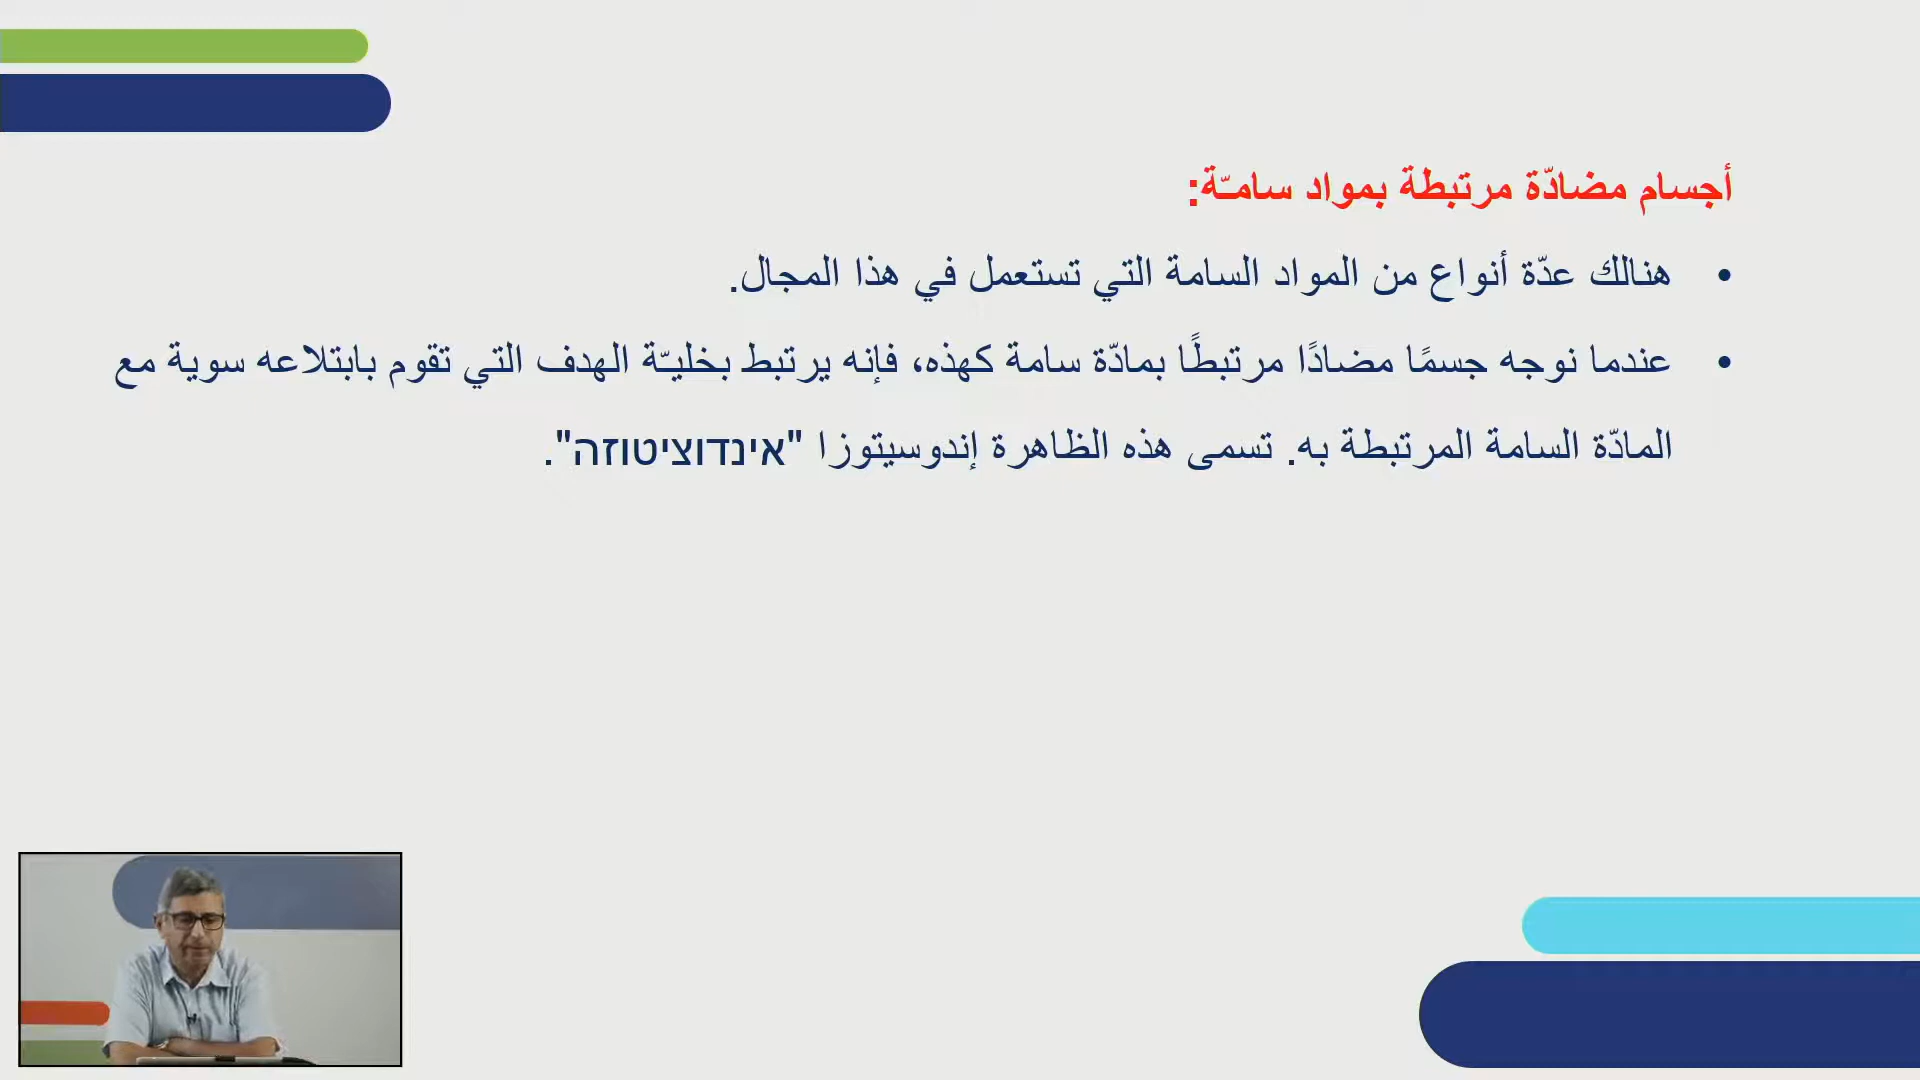 أجسام مضادّة مرتبطة بمواد سامـّة:
• هنالك عدّة أنواع من المواد السامة التي تستعمل في هذا المجال.
• عندما نوجه جسمًا مضادًا مرتبطًا بمادّة سامة كهذه، فإنه يرتبط بخليـّة الهدف التي تقوم بابتلاعه سوية مع
المادّة السامة المرتبطة به. تسمى هذه الظاهرة إندوسيتوزا "אינדוציטוזה".